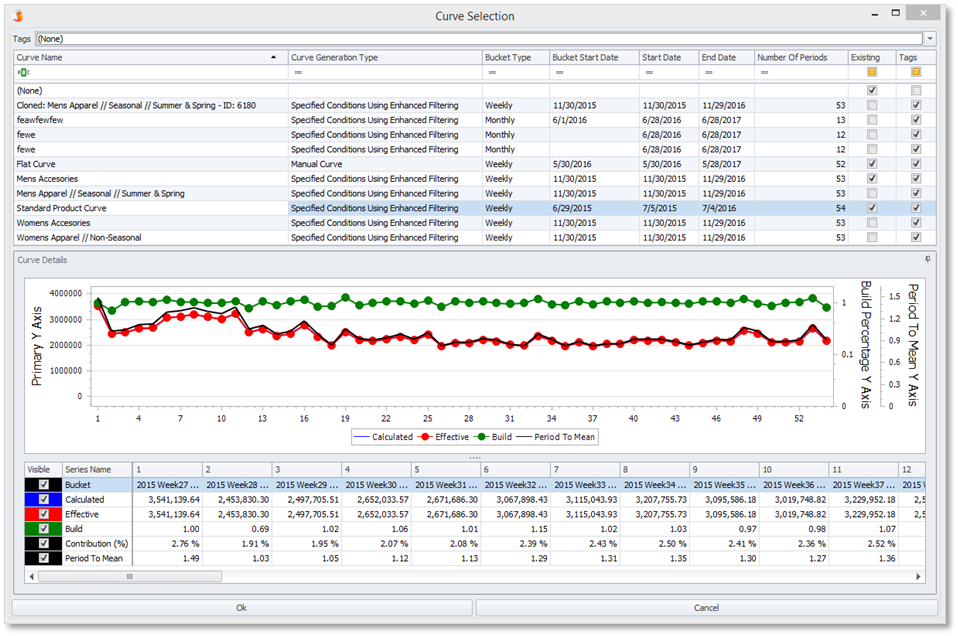 Curve Selection
Tags (None)
Curve Name Curve Generation Type Bucket Type Bucket Start Date Start Date End Date Number Of Periods Existing Tags
= = = = = =
(None)
Cloned: Mens Apparel // Seasonal // Summer & Spring - ID: 6180 Specified Conditions Using Enhanced Filtering Weekly 11/30/2015 11/30/2015 11/29/2016 53
feawfewfew Specified Conditions Using Enhanced Filtering Monthly 6/1/2016 6/28/2016 6/28/2017 13
fewe Specified Conditions Using Enhanced Filtering Monthly 6/28/2016 6/28/2017 12
fewe Specified Conditions Using Enhanced Filtering Monthly 6/28/2016 6/28/2017 12
Flat Curve Manual Curve Weekly 5/30/2016 5/30/2016 5/28/2017 52
Mens Accesories Specified Conditions Using Enhanced Filtering Weekly 11/30/2015 11/30/2015 11/29/2016 53
Mens Apparel // Seasonal // Summer & Spring Specified Conditions Using Enhanced Filtering Weekly 11/30/2015 11/30/2015 11/29/2016 53
Standard Product Curve Specified Conditions Using Enhanced Filtering Weekly 6/29/2015 7/5/2015 7/4/2016 54
Womens Accesories Specified Conditions Using Enhanced Filtering Weekly 11/30/2015 11/30/2015 11/29/2016 53
Womens Apparel // Non-Seasonal Specified Conditions Using Enhanced Filtering Weekly 11/30/2015 11/30/2015 11/29/2016 53
Curve Details
Primary Y Axis
4000000
3000000
2000000
1000000
0
1 4 7 10 13 16 19 22 25 28 31 34 37 40 43 46 49 52
1
0.1
0
Build Percentage Y Axis
1.5
1.2
0.9
0.6
0.3
0
Period To Mean Y Axis
Calculated Effective Build Period To Mean
Visible Series Name 1 2 3 4 5 6 7 8 9 10 11 12
Bucket 2015 Week27 ... 2015 Week28 ... 2015 Week29 ... 2015 Week30 ... 2015 Week31 ... 2015 Week32 ... 2015 Week33 ... 2015 Week34 ... 2015 Week35 ... 2015 Week36 ... 2015 Week37 ... 2015 W
Calculated 3,541,139.64 2,453,830.30 2,497,705.51 2,652,033.57 2,671,686.30 3,067,898.43 3,115,043.93 3,207,755.73 3,095,586.18 3,019,748.82 3,229,952.18 2,5
Effective 3,541,139.64 2,453,830.30 2,497,705.51 2,652,033.57 2,671,686.30 3,067,898.43 3,115,043.93 3,207,755.73 3,095,586.18 3,019,748.82 3,229,952.18 2,5
Build 1.00 0.69 1.02 1.06 1.01 1.15 1.02 1.03 0.97 0.98 1.07
Contribution (%) 2.76 % 1.91 % 1.95 % 2.07 % 2.08 % 2.39 % 2.43 % 2.50 % 2.41 % 2.36 % 2.52 %
Period To Mean 1.49 1.03 1.05 1.12 1.13 1.29 1.31 1.35 1.30 1.27 1.36
Ok Cancel